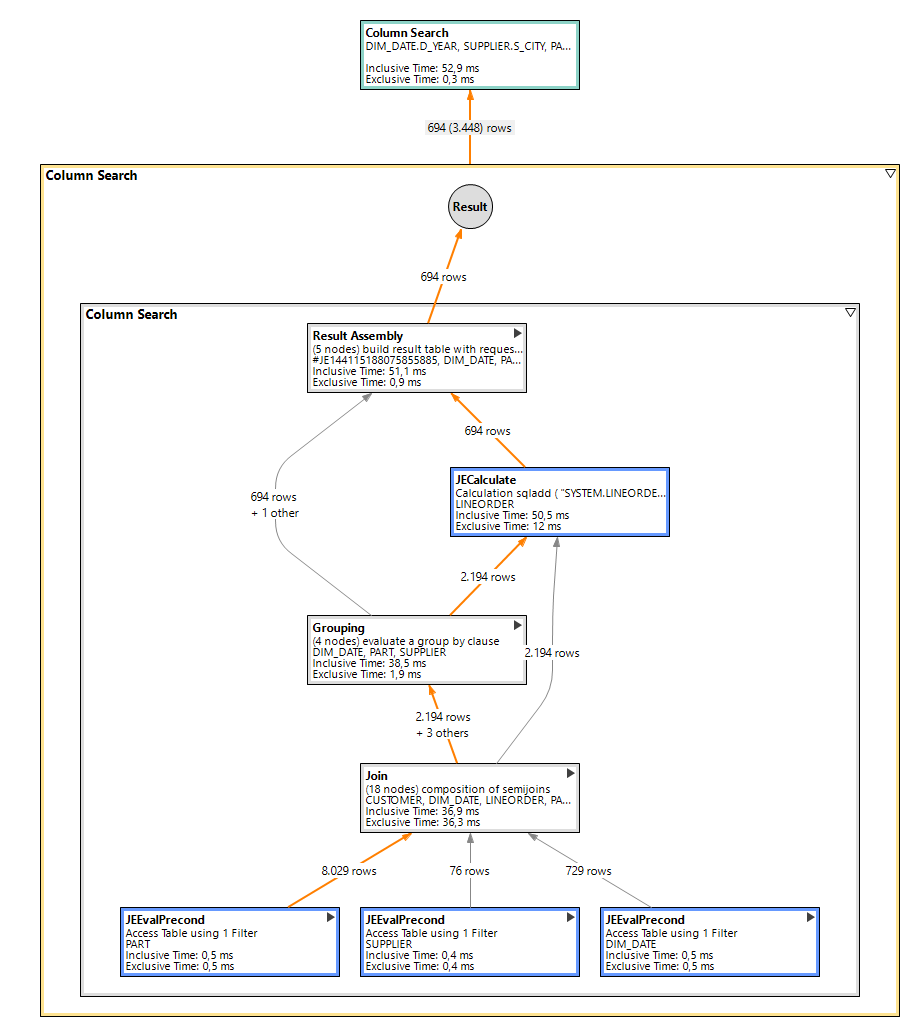 Column Search
DIM_DATE.D_YEAR, SUPPLIER.S_CITY, PA...
Inclusive Time: 52,9 ms
Exclusive Time: 0,3 ms
694 (3.448) rows
Column Search
Result
694 rows
Column Search
Result Assembly
(5 nodes) build result table with reques...
#JE144115188075855885, DIM_DATE, PA...
Inclusive Time: 51,1 ms
Exclusive Time: 0,9 ms
694 rows
JECalculate
Calculation sqladd ( "SYSTEM.LINEORDE...
LINEORDER
Inclusive Time: 50,5 ms
Exclusive Time: 12 ms
694 rows
+ 1 other
2.194 rows
Grouping
(4 nodes) evaluate a group by clause
DIM_DATE, PART, SUPPLIER
Inclusive Time: 38,5 ms
Exclusive Time: 1,9 ms
2.194 rows
2.194 rows
+ 3 others
Join
(18 nodes) composition of semijoins
CUSTOMER, DIM_DATE, LINEORDER, PA...
Inclusive Time: 36,9 ms
Exclusive Time: 36,3 ms
8.029 rows
76 rows
729 rows
JEEvalPrecond
Access Table using 1 Filter
PART
Inclusive Time: 0,5 ms
Exclusive Time: 0,5 ms
JEEvalPrecond
Access Table using 1 Filter
SUPPLIER
Inclusive Time: 0,4 ms
Exclusive Time: 0,4 ms
JEEvalPrecond
Access Table using 1 Filter
DIM_DATE
Inclusive Time: 0,5 ms
Exclusive Time: 0,5 ms